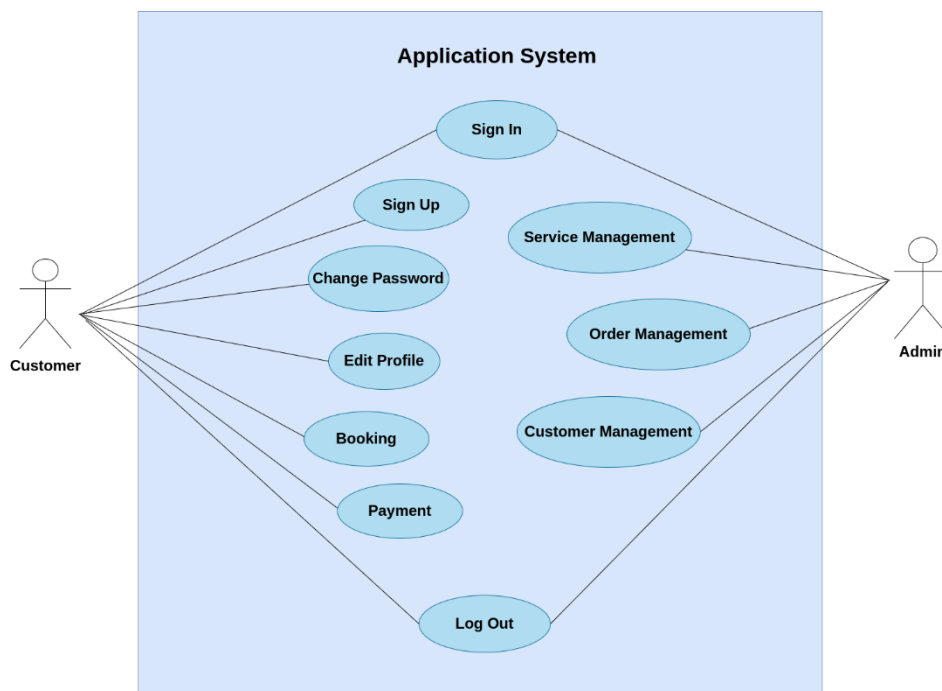 Application System
Sign In
Sign Up
Service Management
Change Password
Order Management
Edit Profile
Customer
Admin
Booking
Customer Management
Payment
Log Out